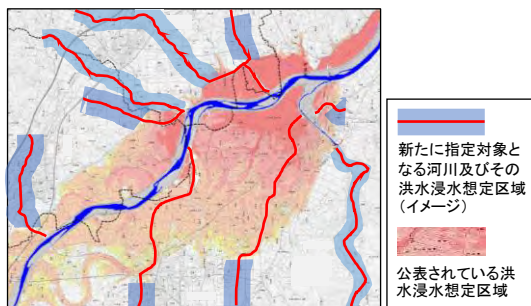 新たに指定対象と
なる河川及びその
洪水浸水想定区域
（イメージ）
公表されている洪
水浸水想定区域